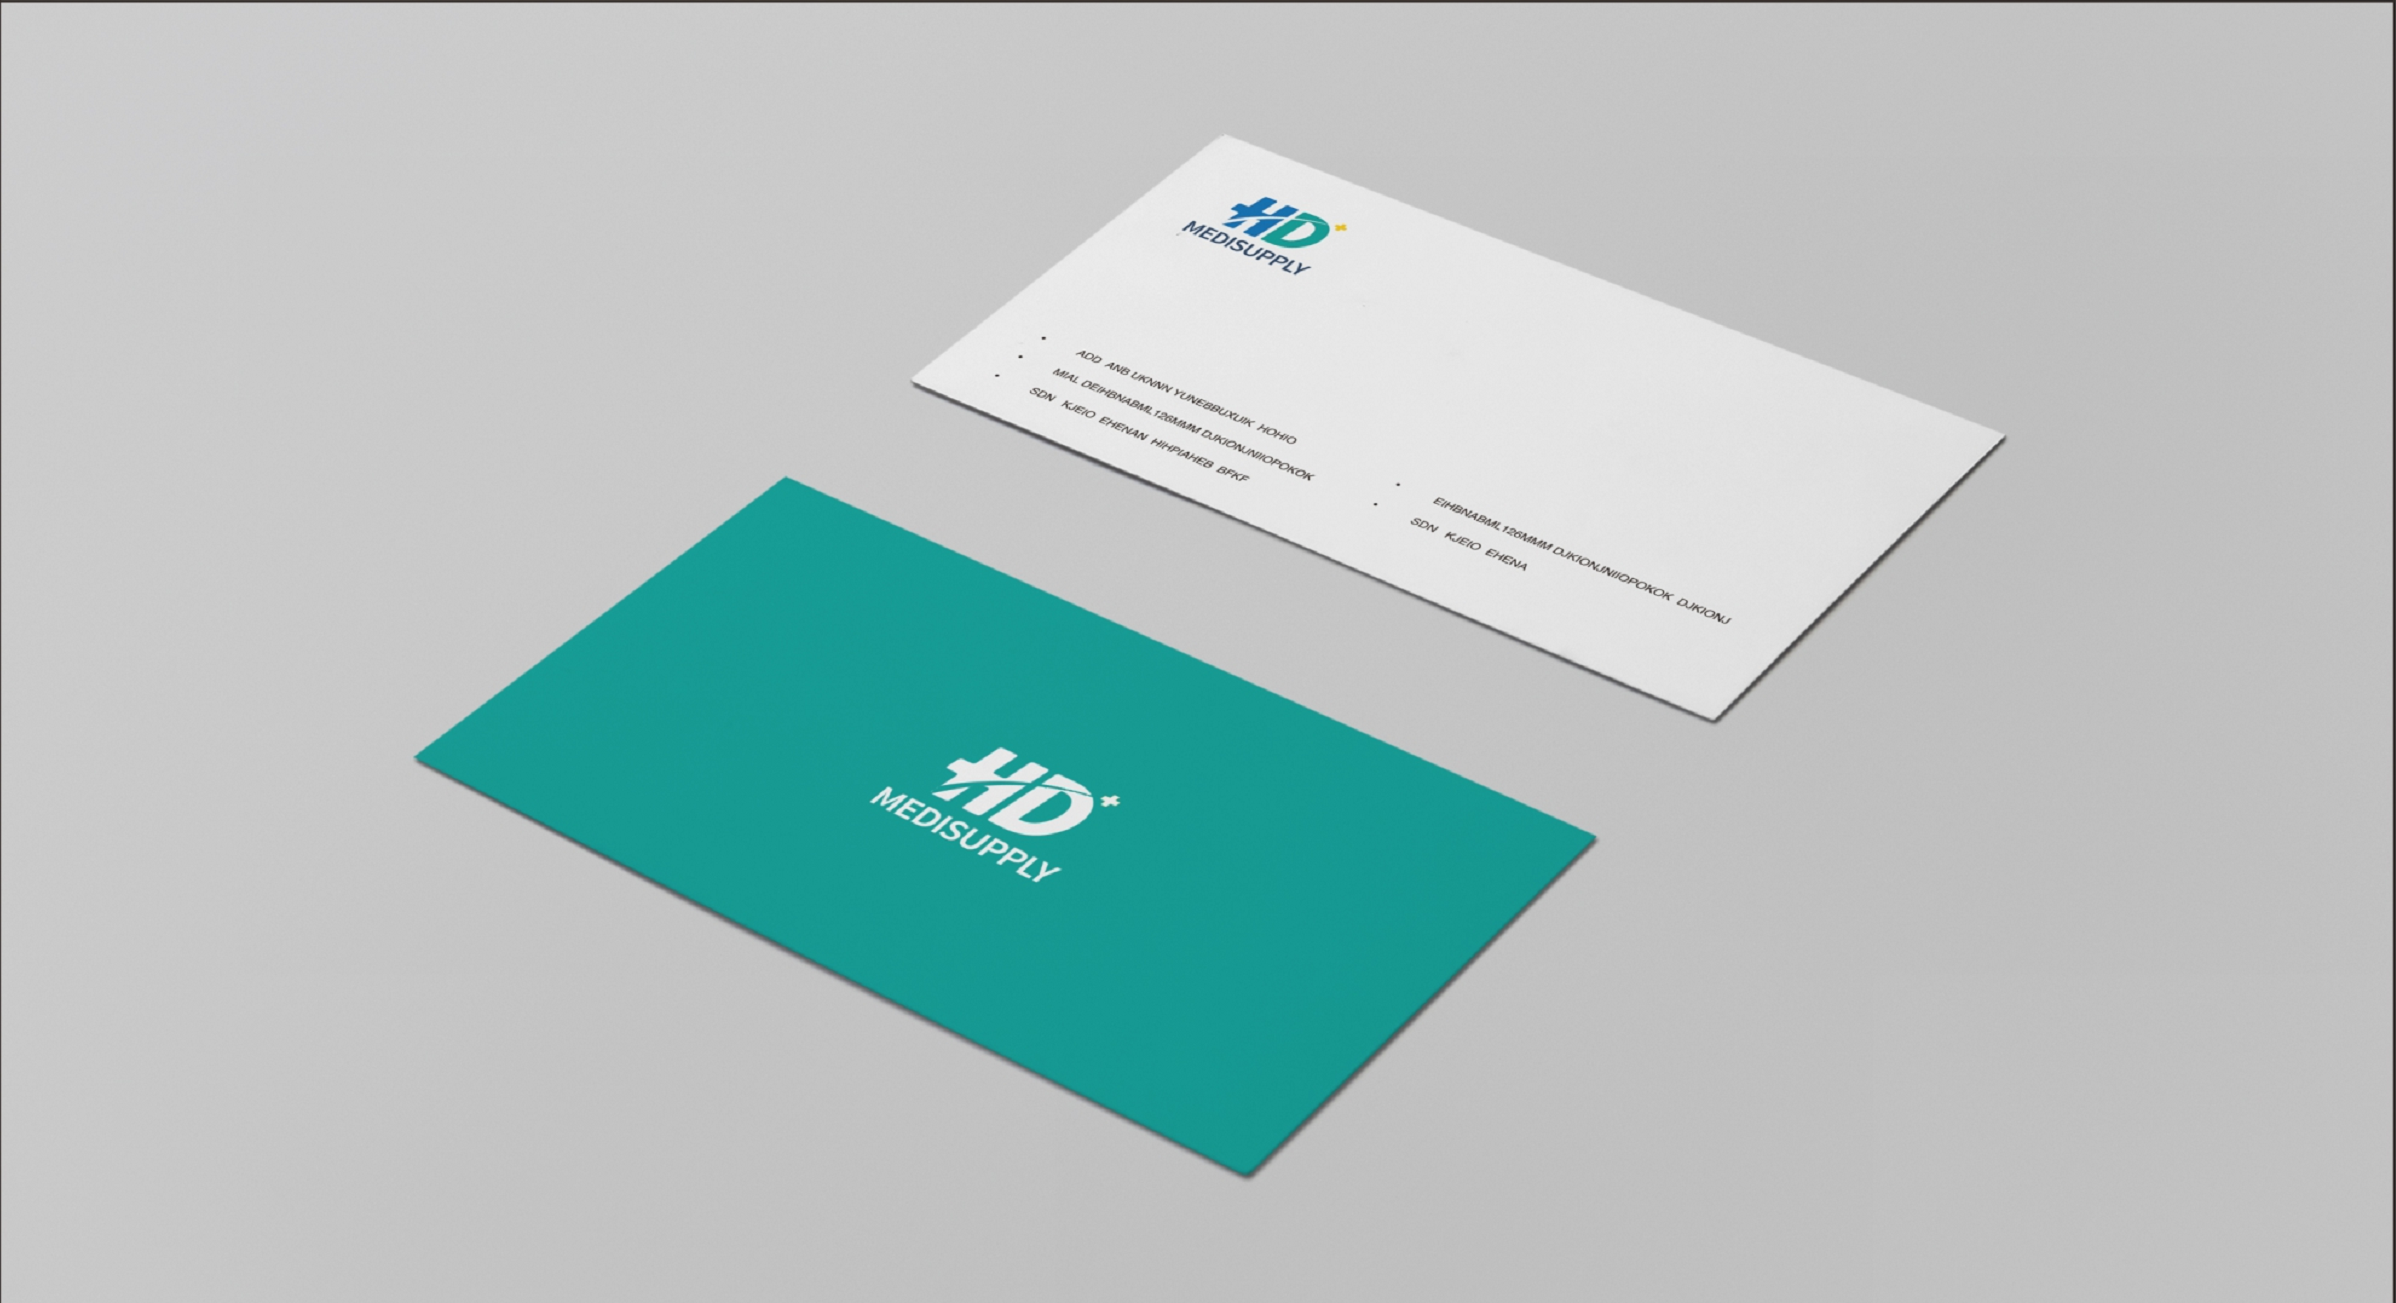 HD+
MEDISUPPLY
ADD ANB UKNNN YUNE8BUXUIK HOHIO
MIAL DEIHBNABML126MMM DJKIONJNIIOPOKOK
SDN KJEIO EHENAN HIHPIAHEB BFKF
EIHBNABML126MMM DJKIONJNIIOPOKOK DJKIONJ
SDN KJEIO EHENA
HD+
MEDISUPPLY